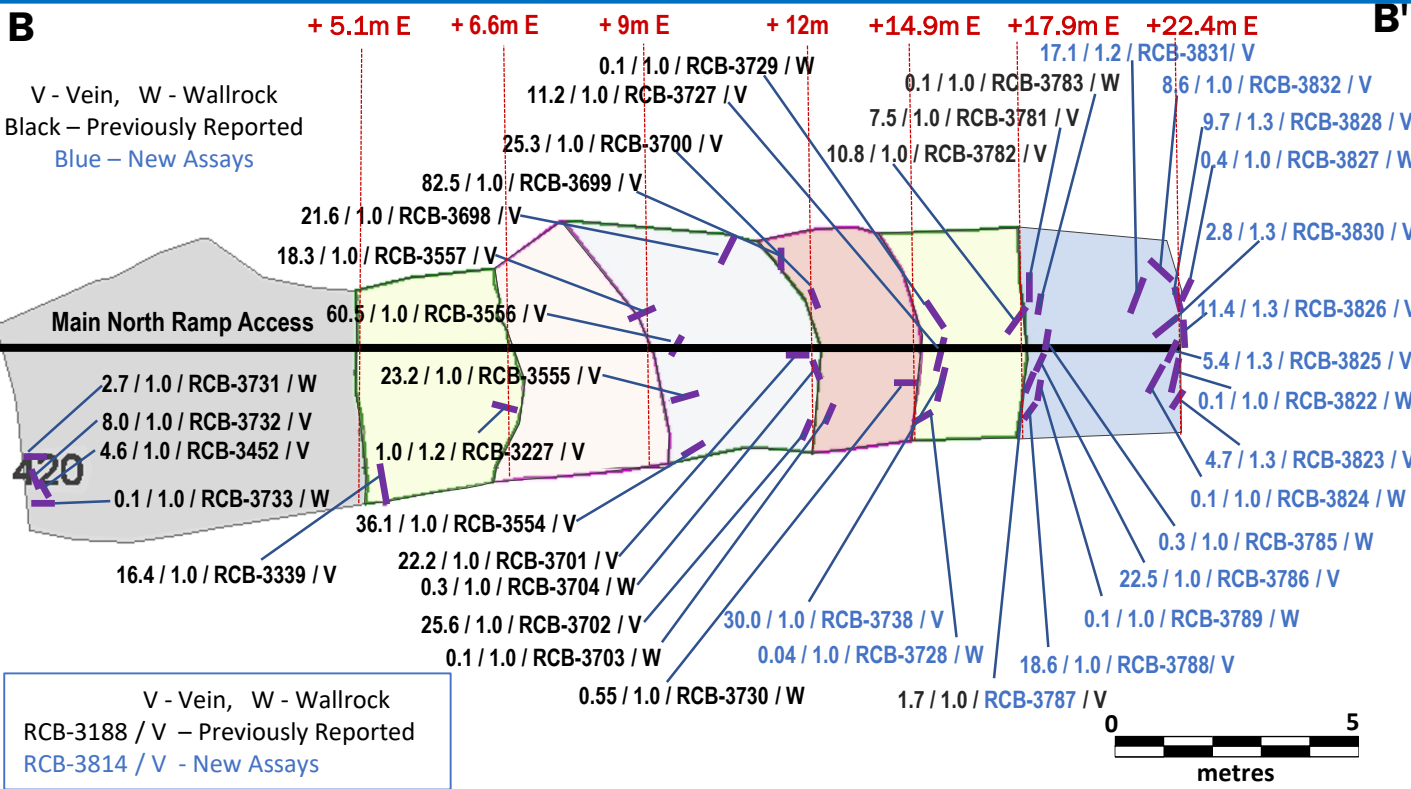 B
+ 5.1m E
+ 6.6m E
+ 9m E
+ 12m
+14.9m E
+17.9m E
+22.4m E
B'
V - Vein, W - Wallrock
Black – Previously Reported
Blue – New Assays
0.1 / 1.0 / RCB-3729 / W
11.2 / 1.0 / RCB-3727 / V
25.3 / 1.0 / RCB-3700 / V
82.5 / 1.0 / RCB-3699 / V
21.6 / 1.0 / RCB-3698 / V
18.3 / 1.0 / RCB-3557 / V
60.5 / 1.0 / RCB-3556 / V
23.2 / 1.0 / RCB-3555 / V
1.0 / 1.2 / RCB-3227 / V
36.1 / 1.0 / RCB-3554 / V
22.2 / 1.0 / RCB-3701 / V
0.3 / 1.0 / RCB-3704 / W
25.6 / 1.0 / RCB-3702 / V
0.1 / 1.0 / RCB-3703 / W
0.55 / 1.0 / RCB-3730 / W
17.1 / 1.2 / RCB-3831/ V
0.1 / 1.0 / RCB-3783 / W
8.6 / 1.0 / RCB-3832 / V
7.5 / 1.0 / RCB-3781 / V
9.7 / 1.3 / RCB-3828 / V
10.8 / 1.0 / RCB-3782 / V
0.4 / 1.0 / RCB-3827 / W
2.8 / 1.3 / RCB-3830 / V
11.4 / 1.3 / RCB-3826 / V
5.4 / 1.3 / RCB-3825 / V
0.1 / 1.0 / RCB-3822 / W
4.7 / 1.3 / RCB-3823 / V
0.1 / 1.0 / RCB-3824 / W
0.3 / 1.0 / RCB-3785 / W
22.5 / 1.0 / RCB-3786 / V
0.1 / 1.0 / RCB-3789 / W
18.6 / 1.0 / RCB-3788/ V
30.0 / 1.0 / RCB-3738 / V
0.04 / 1.0 / RCB-3728 / W
1.7 / 1.0 / RCB-3787 / V
Main North Ramp Access
2.7 / 1.0 / RCB-3731 / W
8.0 / 1.0 / RCB-3732 / V
4.6 / 1.0 / RCB-3452 / V
420
0.1 / 1.0 / RCB-3733 / W
16.4 / 1.0 / RCB-3339 / V
V - Vein, W - Wallrock
RCB-3188 / V – Previously Reported
RCB-3814 / V - New Assays
0 5
metres